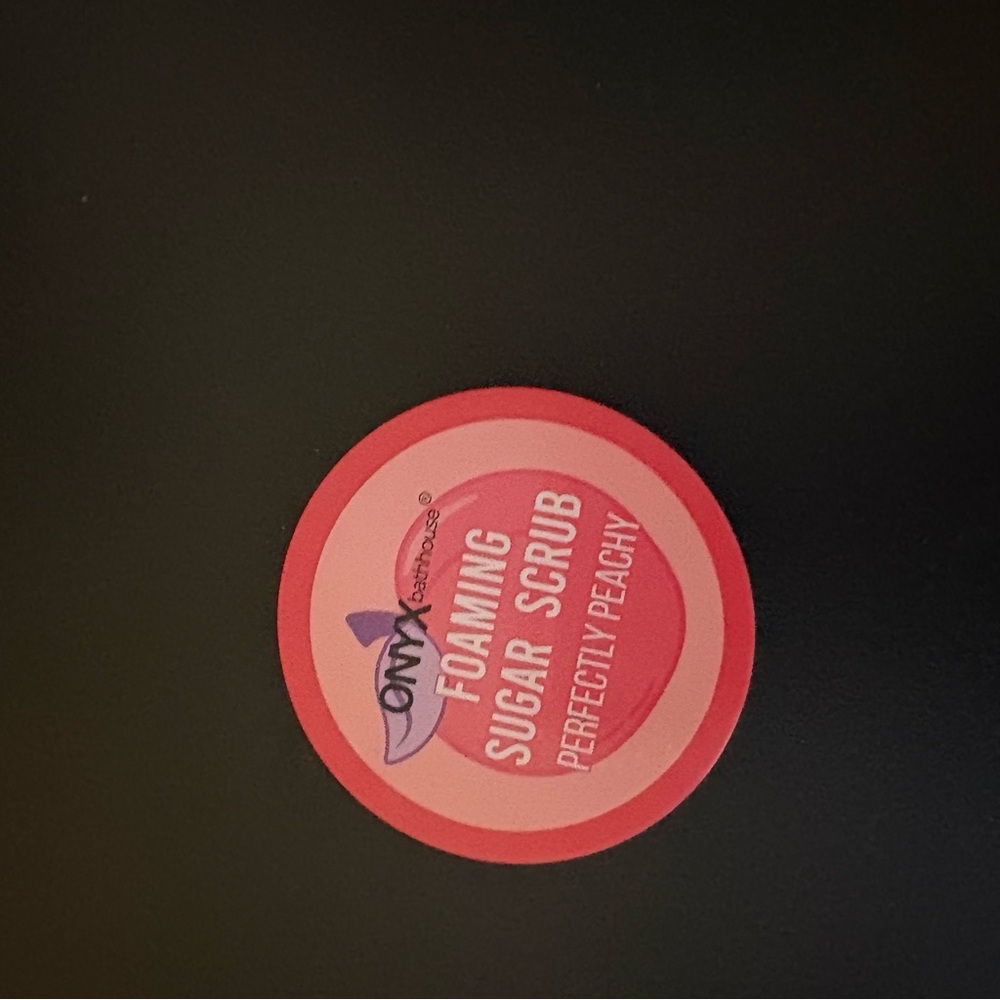 ONYX bathhouse®
FOAMING
SUGAR SCRUB
PERFECTLY PEACHY